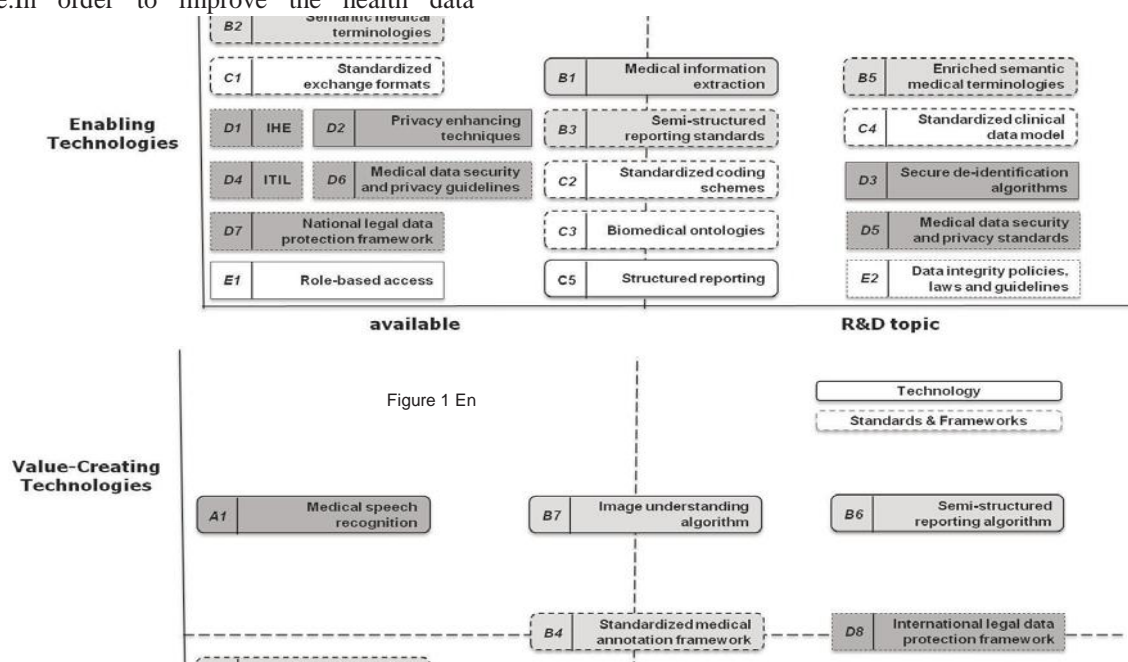 e.In order to improve the health data
B2 Semantic medical
terminologies
C1 Standardized
exchange formats
B1 Medical information
extraction
B5 Enriched semantic
medical terminologies
Enabling
Technologies
D1 IHE
D2 Privacy enhancing
techniques
B3 Semi-structured
reporting standards
C4 Standardized clinical
data model
D4 ITIL
D6 Medical data security
and privacy guidelines
C2 Standardized coding
schemes
D3 Secure de-identification
algorithms
D7 National legal data
protection framework
C3 Biomedical ontologies
D5 Medical data security
and privacy standards
E1 Role-based access
C5 Structured reporting
E2 Data integrity policies,
laws and guidelines
available
R&D topic
Figure 1 En
Technology
Standards & Frameworks
Value-Creating
Technologies
A1 Medical speech
recognition
B7 Image understanding
algorithm
B6 Semi-structured
reporting algorithm
B4 Standardized medical
annotation framework
D8 International legal data
protection framework